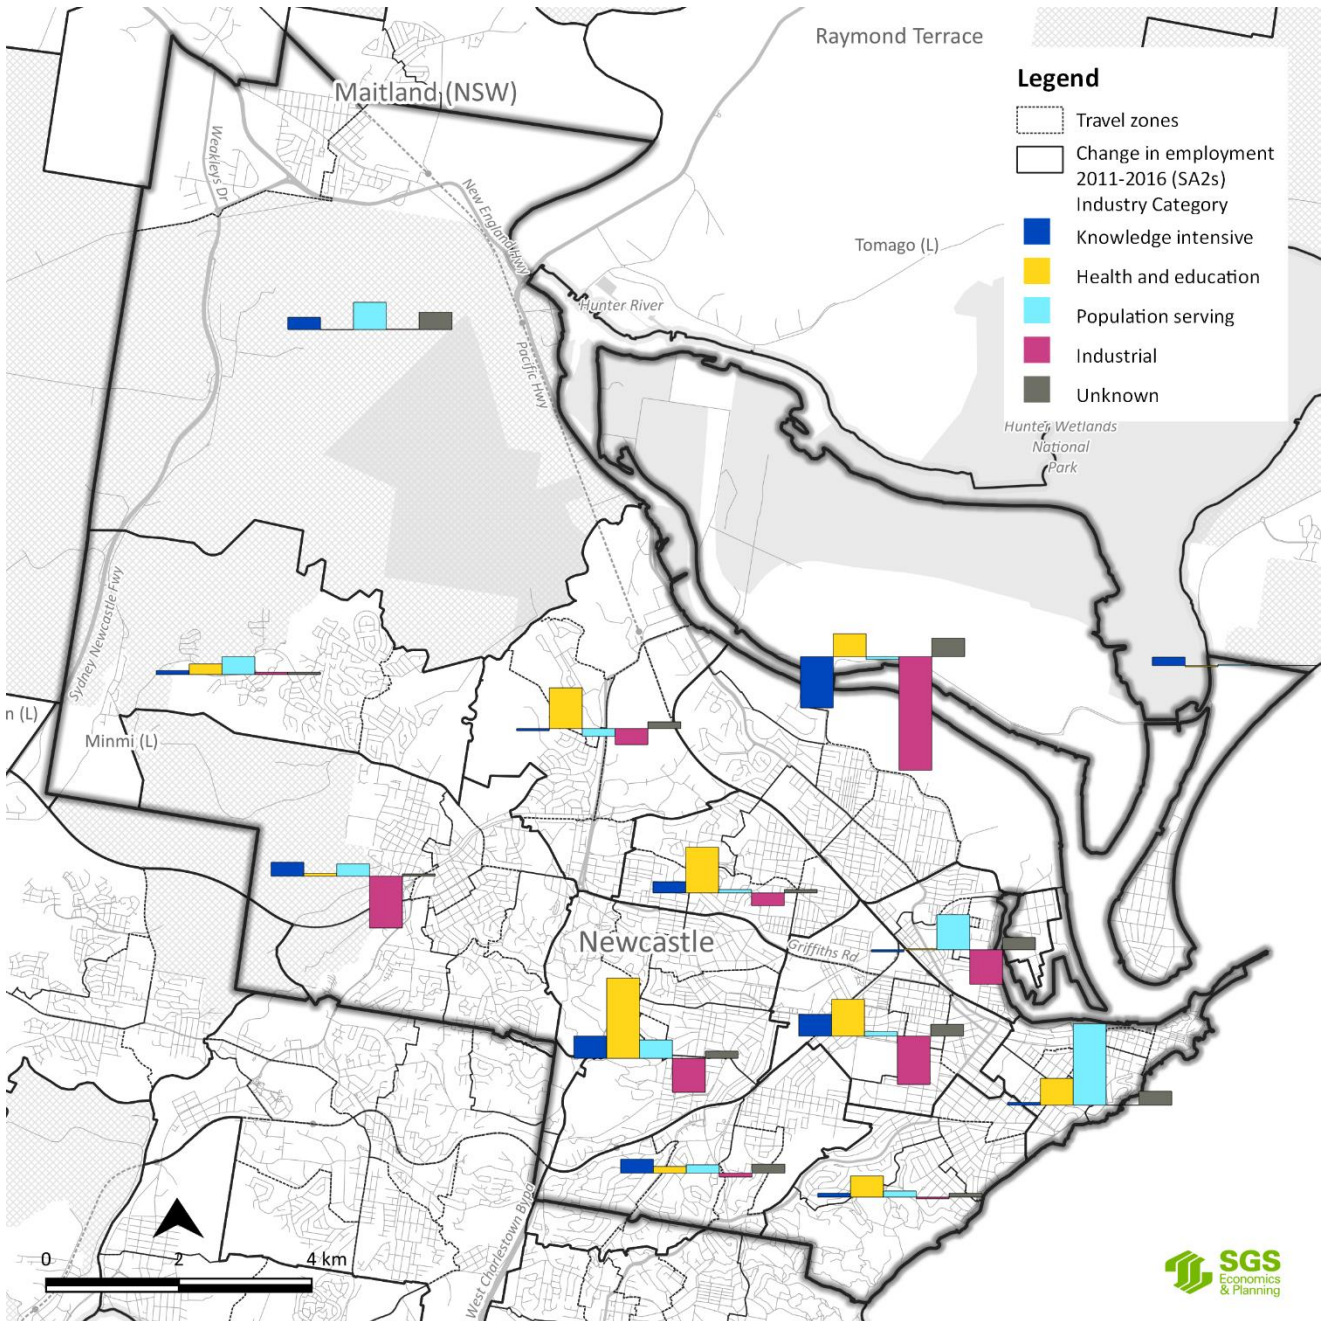 Raymond Terrace
Maitland (NSW)
Legend
Travel zones
Change in employment
2011-2016 (SA2s)
Industry Category
Knowledge intensive
Health and education
Population serving
Industrial
Unknown
Weakleys Dr
New England Hwy
Tomago (L)
Hunter River
Pacific Hwy
Hunter Wetlands
National
Park
Sydney Newcastle Fwy
n (L)
Minmi (L)
Newcastle
Griffiths Rd
West Charlestown Bypa
0 2 4 km
SGS
Economics
& Planning